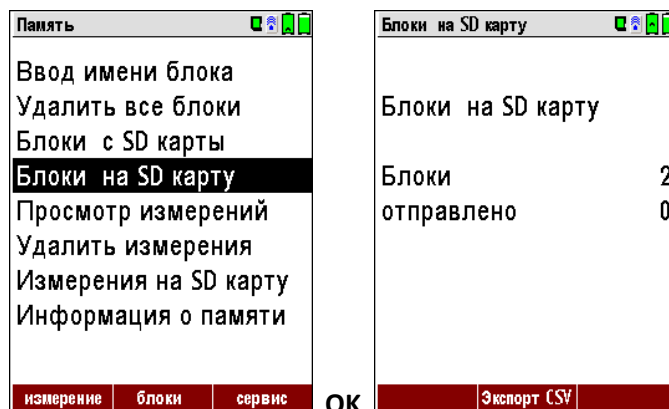 Память
Ввод имени блока
Удалить все блоки
Блоки с SD карты
Блоки на SD карту
Просмотр измерений
Удалить измерения
Измерения на SD карту
Информация о памяти
измерение блоки сервис
OK
Блоки на SD карту
Блоки на SD карту
Блоки 2
отправлено 0
Экспорт CSV